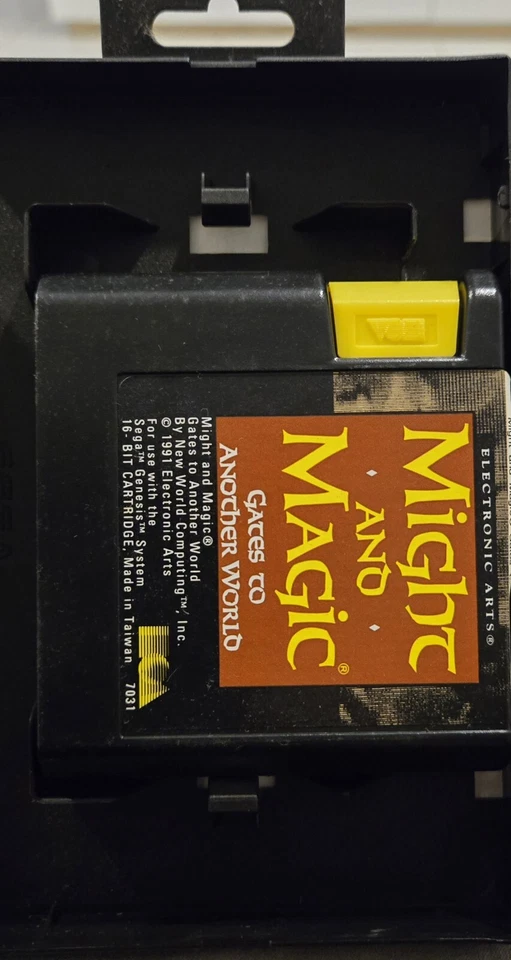 ELECTRONIC ARTS®
Might
AND
MAGIC®
GATES TO
ANOTHER WORLD
Might and Magic®
Gates to Another World
By New World Computing™, Inc.
© 1991 Electronic Arts
For use with the
Sega™ Genesis™ System
16- BIT CARTRIDGE, Made in Taiwan 7031
EA